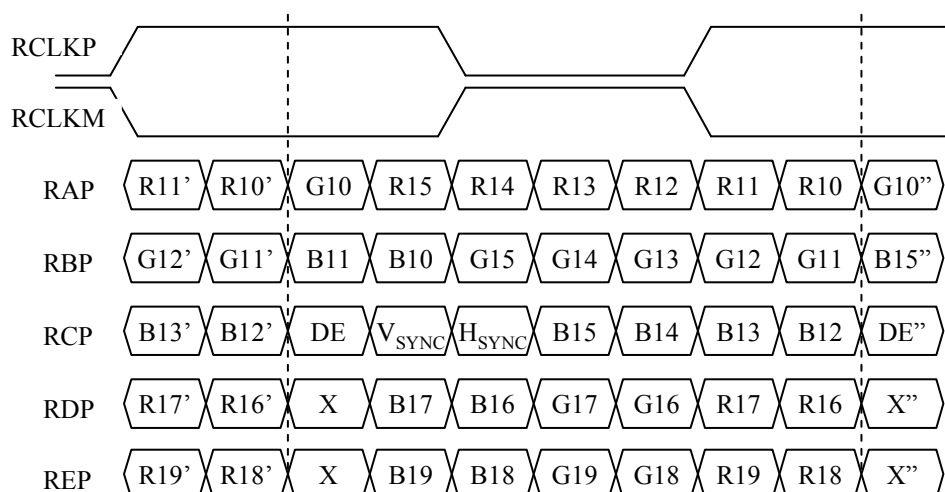 RCLKP
RCLKM
RAP R11’ R10’ G10 R15 R14 R13 R12 R11 R10 G10”
RBP G12’ G11’ B11 B10 G15 G14 G13 G12 G11 B15”
RCP B13’ B12’ DE VSYNC HSYNC B15 B14 B13 B12 DE”
RDP R17’ R16’ X B17 B16 G17 G16 R17 R16 X”
REP R19’ R18’ X B19 B18 G19 G18 R19 R18 X”